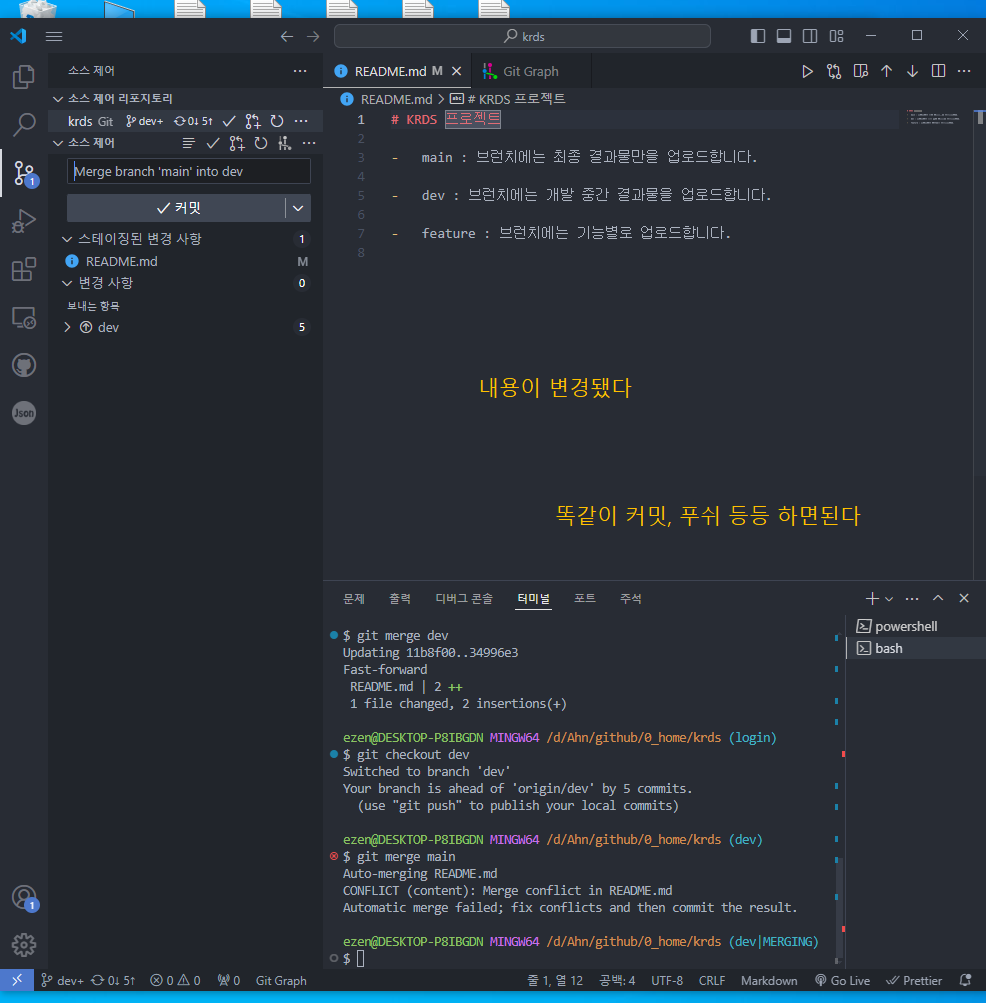 krds
소스 제어
README.md M
Git Graph
README.md > # KRDS 프로젝트
소스 제어 리포지토리
krds Git dev+ 0↓ 5↑
소스 제어
Merge branch 'main' into dev
커밋
스테이징된 변경 사항 1
README.md M
변경 사항 0
보내는 항목
dev 5
1
Json
1
1 # KRDS 프로젝트
2
3 - main : 브런치에는 최종 결과물만을 업로드합니다.
4
5 - dev : 브런치에는 개발 중간 결과물을 업로드합니다.
6
7 - feature : 브런치에는 기능별로 업로드합니다.
8
내용이 변경됐다
똑같이 커밋, 푸쉬 등등 하면된다
문제 출력 디버그 콘솔 터미널 포트 주석
powershell
bash
$ git merge dev
Updating 11b8f00..34996e3
Fast-forward
README.md | 2 ++
1 file changed, 2 insertions(+)
ezen@DESKTOP-P8IBGDN MINGW64 /d/Ahn/github/0_home/krds (login)
$ git checkout dev
Switched to branch 'dev'
Your branch is ahead of 'origin/dev' by 5 commits.
(use "git push" to publish your local commits)
ezen@DESKTOP-P8IBGDN MINGW64 /d/Ahn/github/0_home/krds (dev)
$ git merge main
Auto-merging README.md
CONFLICT (content): Merge conflict in README.md
Automatic merge failed; fix conflicts and then commit the result.
ezen@DESKTOP-P8IBGDN MINGW64 /d/Ahn/github/0_home/krds (dev|MERGING)
$
dev+ 0↓ 5↑ 0 0 0 Git Graph 줄 1, 열 12 공백: 4 UTF-8 CRLF Markdown Go Live Prettier